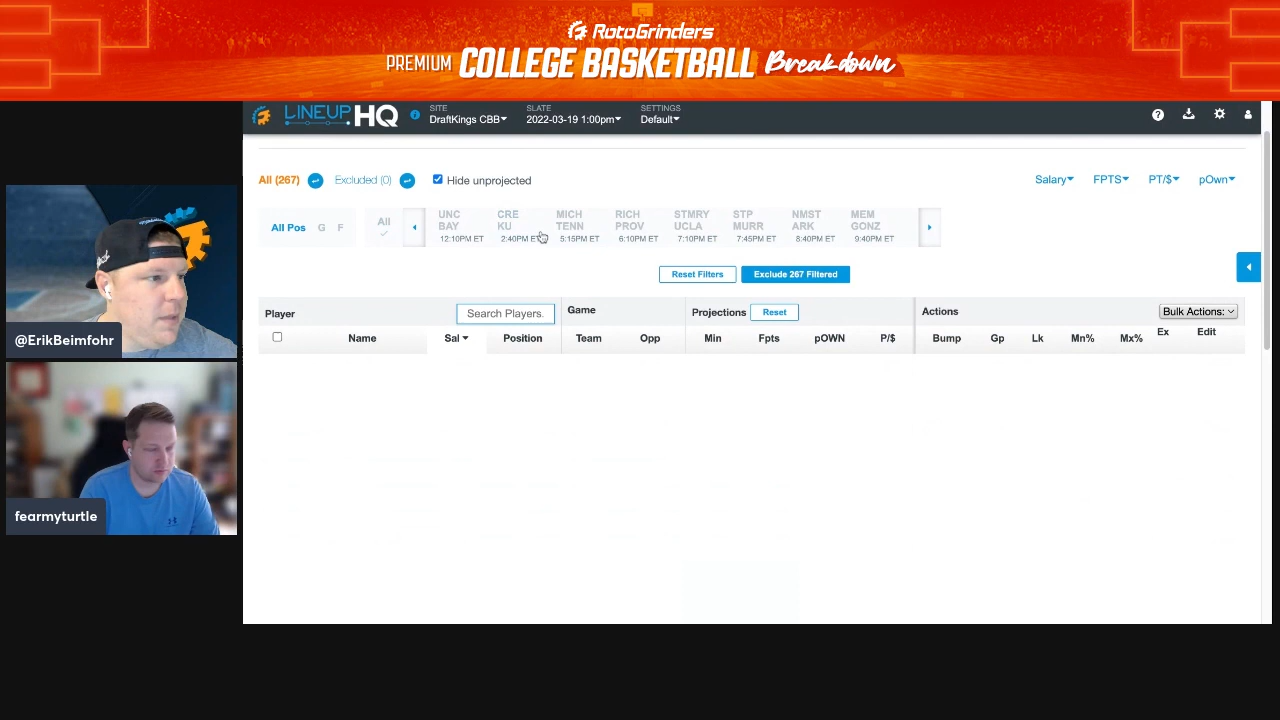 RotoGrinders
PREMIUM COLLEGE BASKETBALL Breakdown
LINEUP HQ
SITE
DraftKings CBB
SLATE
2022-03-19 1:00pm
SETTINGS
Default
All (267)
Excluded (0)
Hide unprojected
Salary
FPTS
PT/$
pOwn
All Pos G F
All
UNC
BAY
12:10PM ET
CRE
KU
2:40PM ET
MICH
TENN
5:15PM ET
RICH
PROV
6:10PM ET
STMRY
UCLA
7:10PM ET
STP
MURR
7:45PM ET
NMST
ARK
8:40PM ET
MEM
GONZ
9:40PM ET
Reset Filters
Exclude 267 Filtered
Player
Search Players.
Game
Projections
Reset
Actions
Bulk Actions:
Name Sal Position Team Opp Min Fpts pOWN P/$ Bump Gp Lk Mn% Mx% Ex Edit
@ErikBeimfohr
fearmyturtle